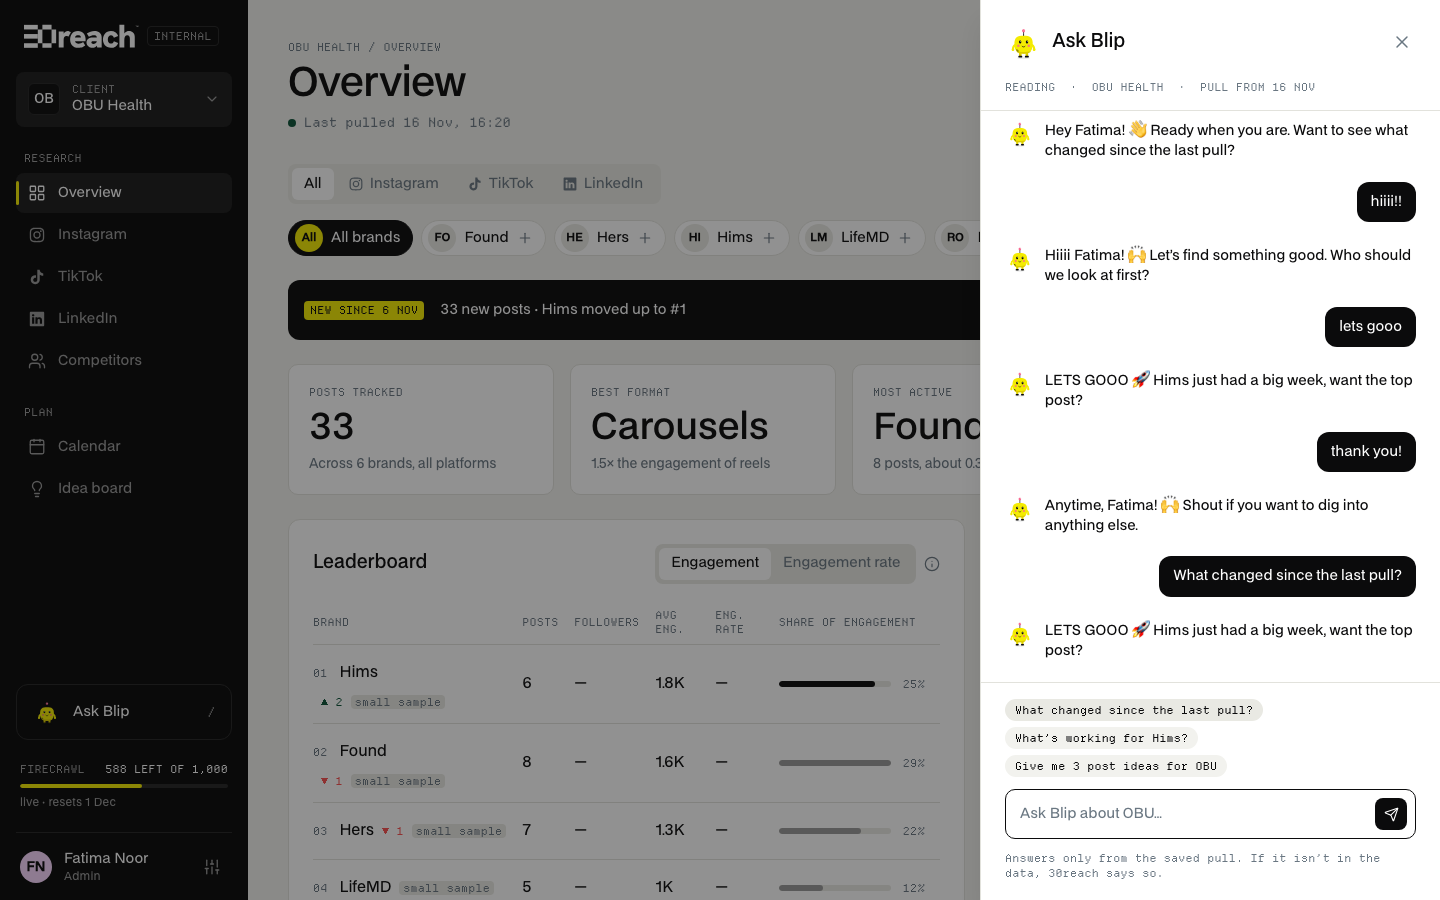 30reach INTERNAL
OB
CLIENT
OBU Health
RESEARCH
Overview
Instagram
TikTok
LinkedIn
Competitors
PLAN
Calendar
Idea board
Ask Blip /
FIRECRAWL 588 LEFT OF 1,000
live · resets 1 Dec
FN
Fatima Noor
Admin
OBU HEALTH / OVERVIEW
Overview
Last pulled 16 Nov, 16:20
All Instagram TikTok LinkedIn
All All brands FO Found + HE Hers + HI Hims + LM LifeMD + RO
NEW SINCE 6 NOV 33 new posts · Hims moved up to #1
POSTS TRACKED
33
Across 6 brands, all platforms
BEST FORMAT
Carousels
1.5× the engagement of reels
MOST ACTIVE
Found
8 posts, about 0.3
Leaderboard
Engagement Engagement rate
BRAND POSTS FOLLOWERS AVG ENG. ENG. RATE SHARE OF ENGAGEMENT
01 Hims ▲ 2 small sample 6 — 1.8K — 25%
02 Found ▼ 1 small sample 8 — 1.6K — 29%
03 Hers ▼ 1 small sample 7 — 1.3K — 22%
04 LifeMD small sample 5 — 1K — 12%
Ask Blip
READING · OBU HEALTH · PULL FROM 16 NOV
Hey Fatima! 👋 Ready when you are. Want to see what
changed since the last pull?
hiiii!!
Hiiii Fatima! 🙌 Let’s find something good. Who should
we look at first?
lets gooo
LETS GOOO 🚀 Hims just had a big week, want the top
post?
thank you!
Anytime, Fatima! 🙌 Shout if you want to dig into
anything else.
What changed since the last pull?
LETS GOOO 🚀 Hims just had a big week, want the top
post?
What changed since the last pull?
What’s working for Hims?
Give me 3 post ideas for OBU
Ask Blip about OBU…
Answers only from the saved pull. If it isn’t in the
data, 30reach says so.